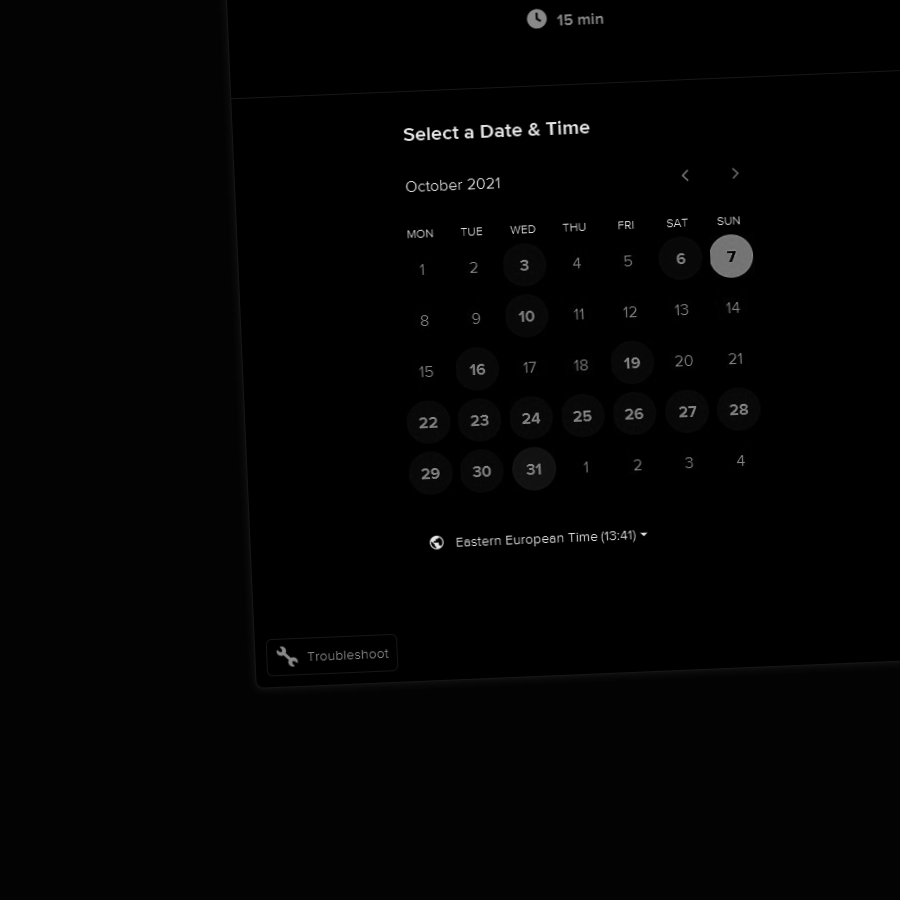 15 min
Select a Date & Time
October 2021
MON TUE WED THU FRI SAT SUN
1 2 3 4 5 6 7
8 9 10 11 12 13 14
15 16 17 18 19 20 21
22 23 24 25 26 27 28
29 30 31 1 2 3 4
Eastern European Time (13:41)
Troubleshoot